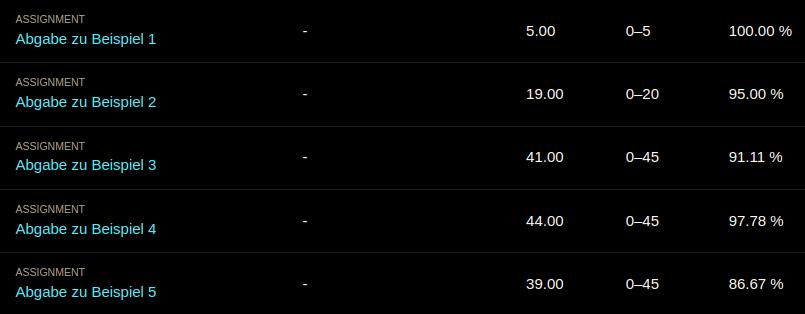 ASSIGNMENT
Abgabe zu Beispiel 1 - 5.00 0–5 100.00 %
ASSIGNMENT
Abgabe zu Beispiel 2 - 19.00 0–20 95.00 %
ASSIGNMENT
Abgabe zu Beispiel 3 - 41.00 0–45 91.11 %
ASSIGNMENT
Abgabe zu Beispiel 4 - 44.00 0–45 97.78 %
ASSIGNMENT
Abgabe zu Beispiel 5 - 39.00 0–45 86.67 %